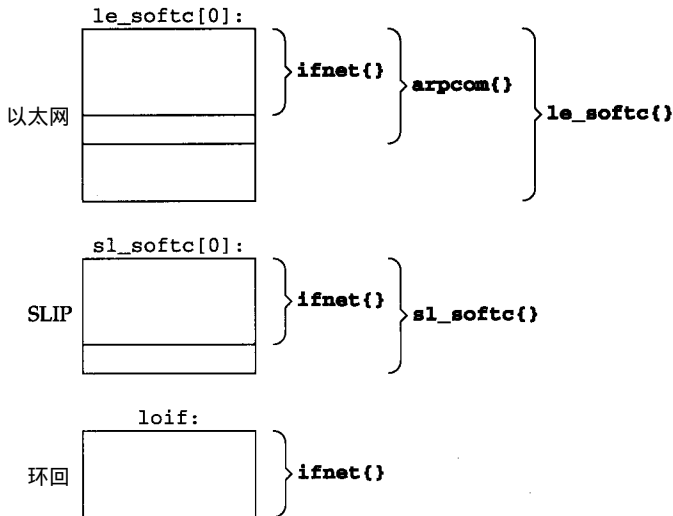 le_softc[0]:
以太网
ifnet{}
arpcom{}
le_softc{}
sl_softc[0]:
SLIP
ifnet{}
sl_softc{}
loif:
环回
ifnet{}